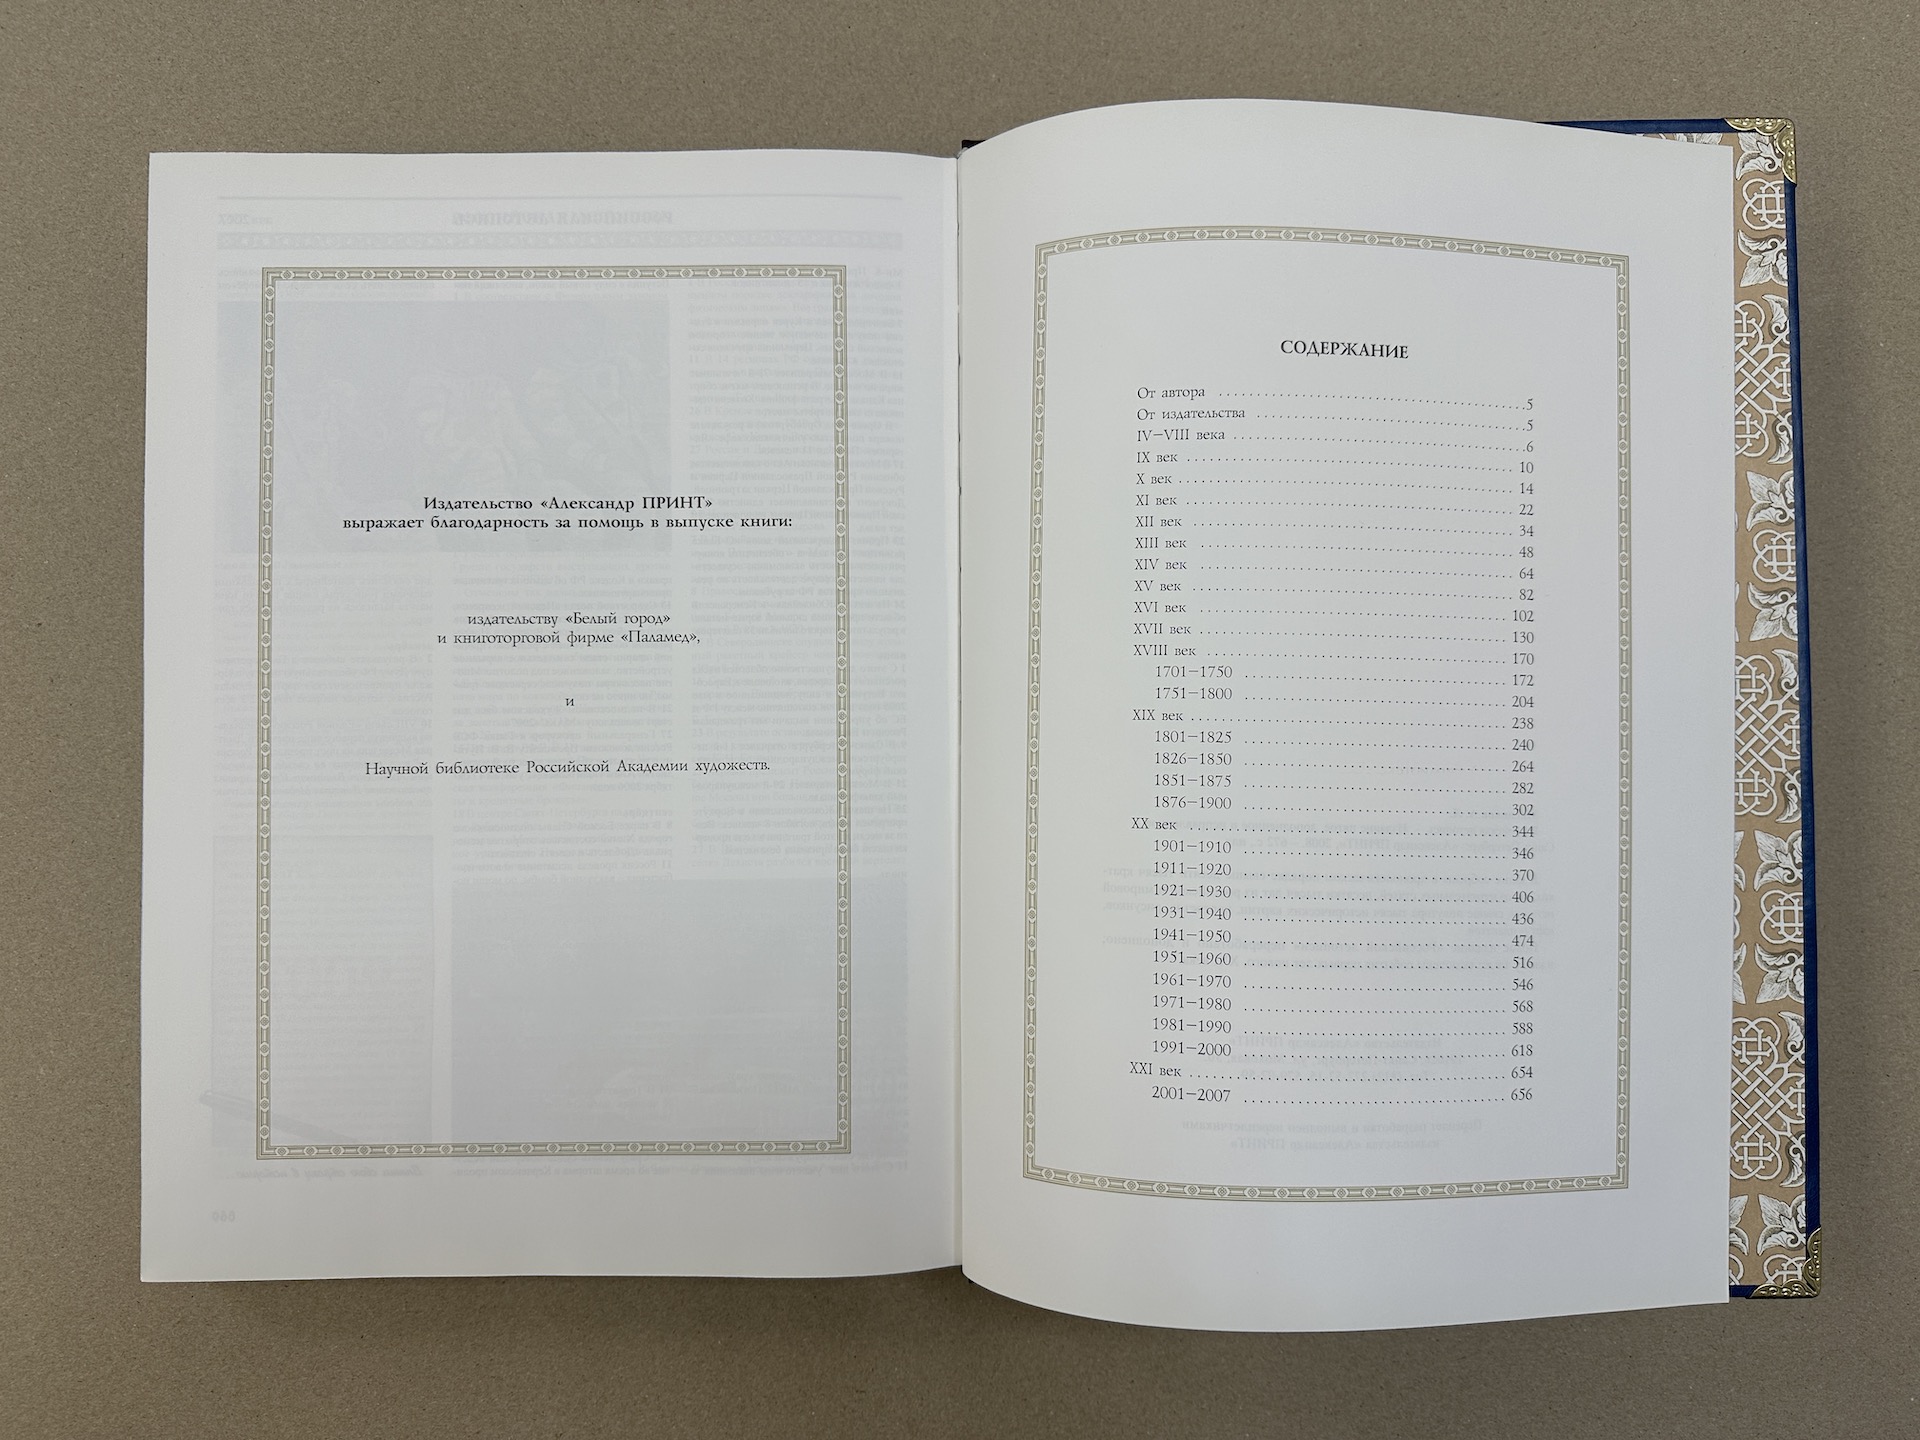 Издательство «Александр ПРИНТ»
выражает благодарность за помощь в выпуске книги:
издательству «Белый город»
и книготорговой фирме «Паламед»,
и
Научной библиотеке Российской Академии художеств.
СОДЕРЖАНИЕ
От автора 5
От издательства 5
IV–VIII века 6
IX век 10
X век 14
XI век 22
XII век 34
XIII век 48
XIV век 64
XV век 82
XVI век 102
XVII век 130
XVIII век 170
1701–1750 172
1751–1800 204
XIX век 238
1801–1825 240
1826–1850 264
1851–1875 282
1876–1900 302
XX век 344
1901–1910 346
1911–1920 370
1921–1930 406
1931–1940 436
1941–1950 474
1951–1960 516
1961–1970 546
1971–1980 568
1981–1990 588
1991–2000 618
XXI век 654
2001–2007 656